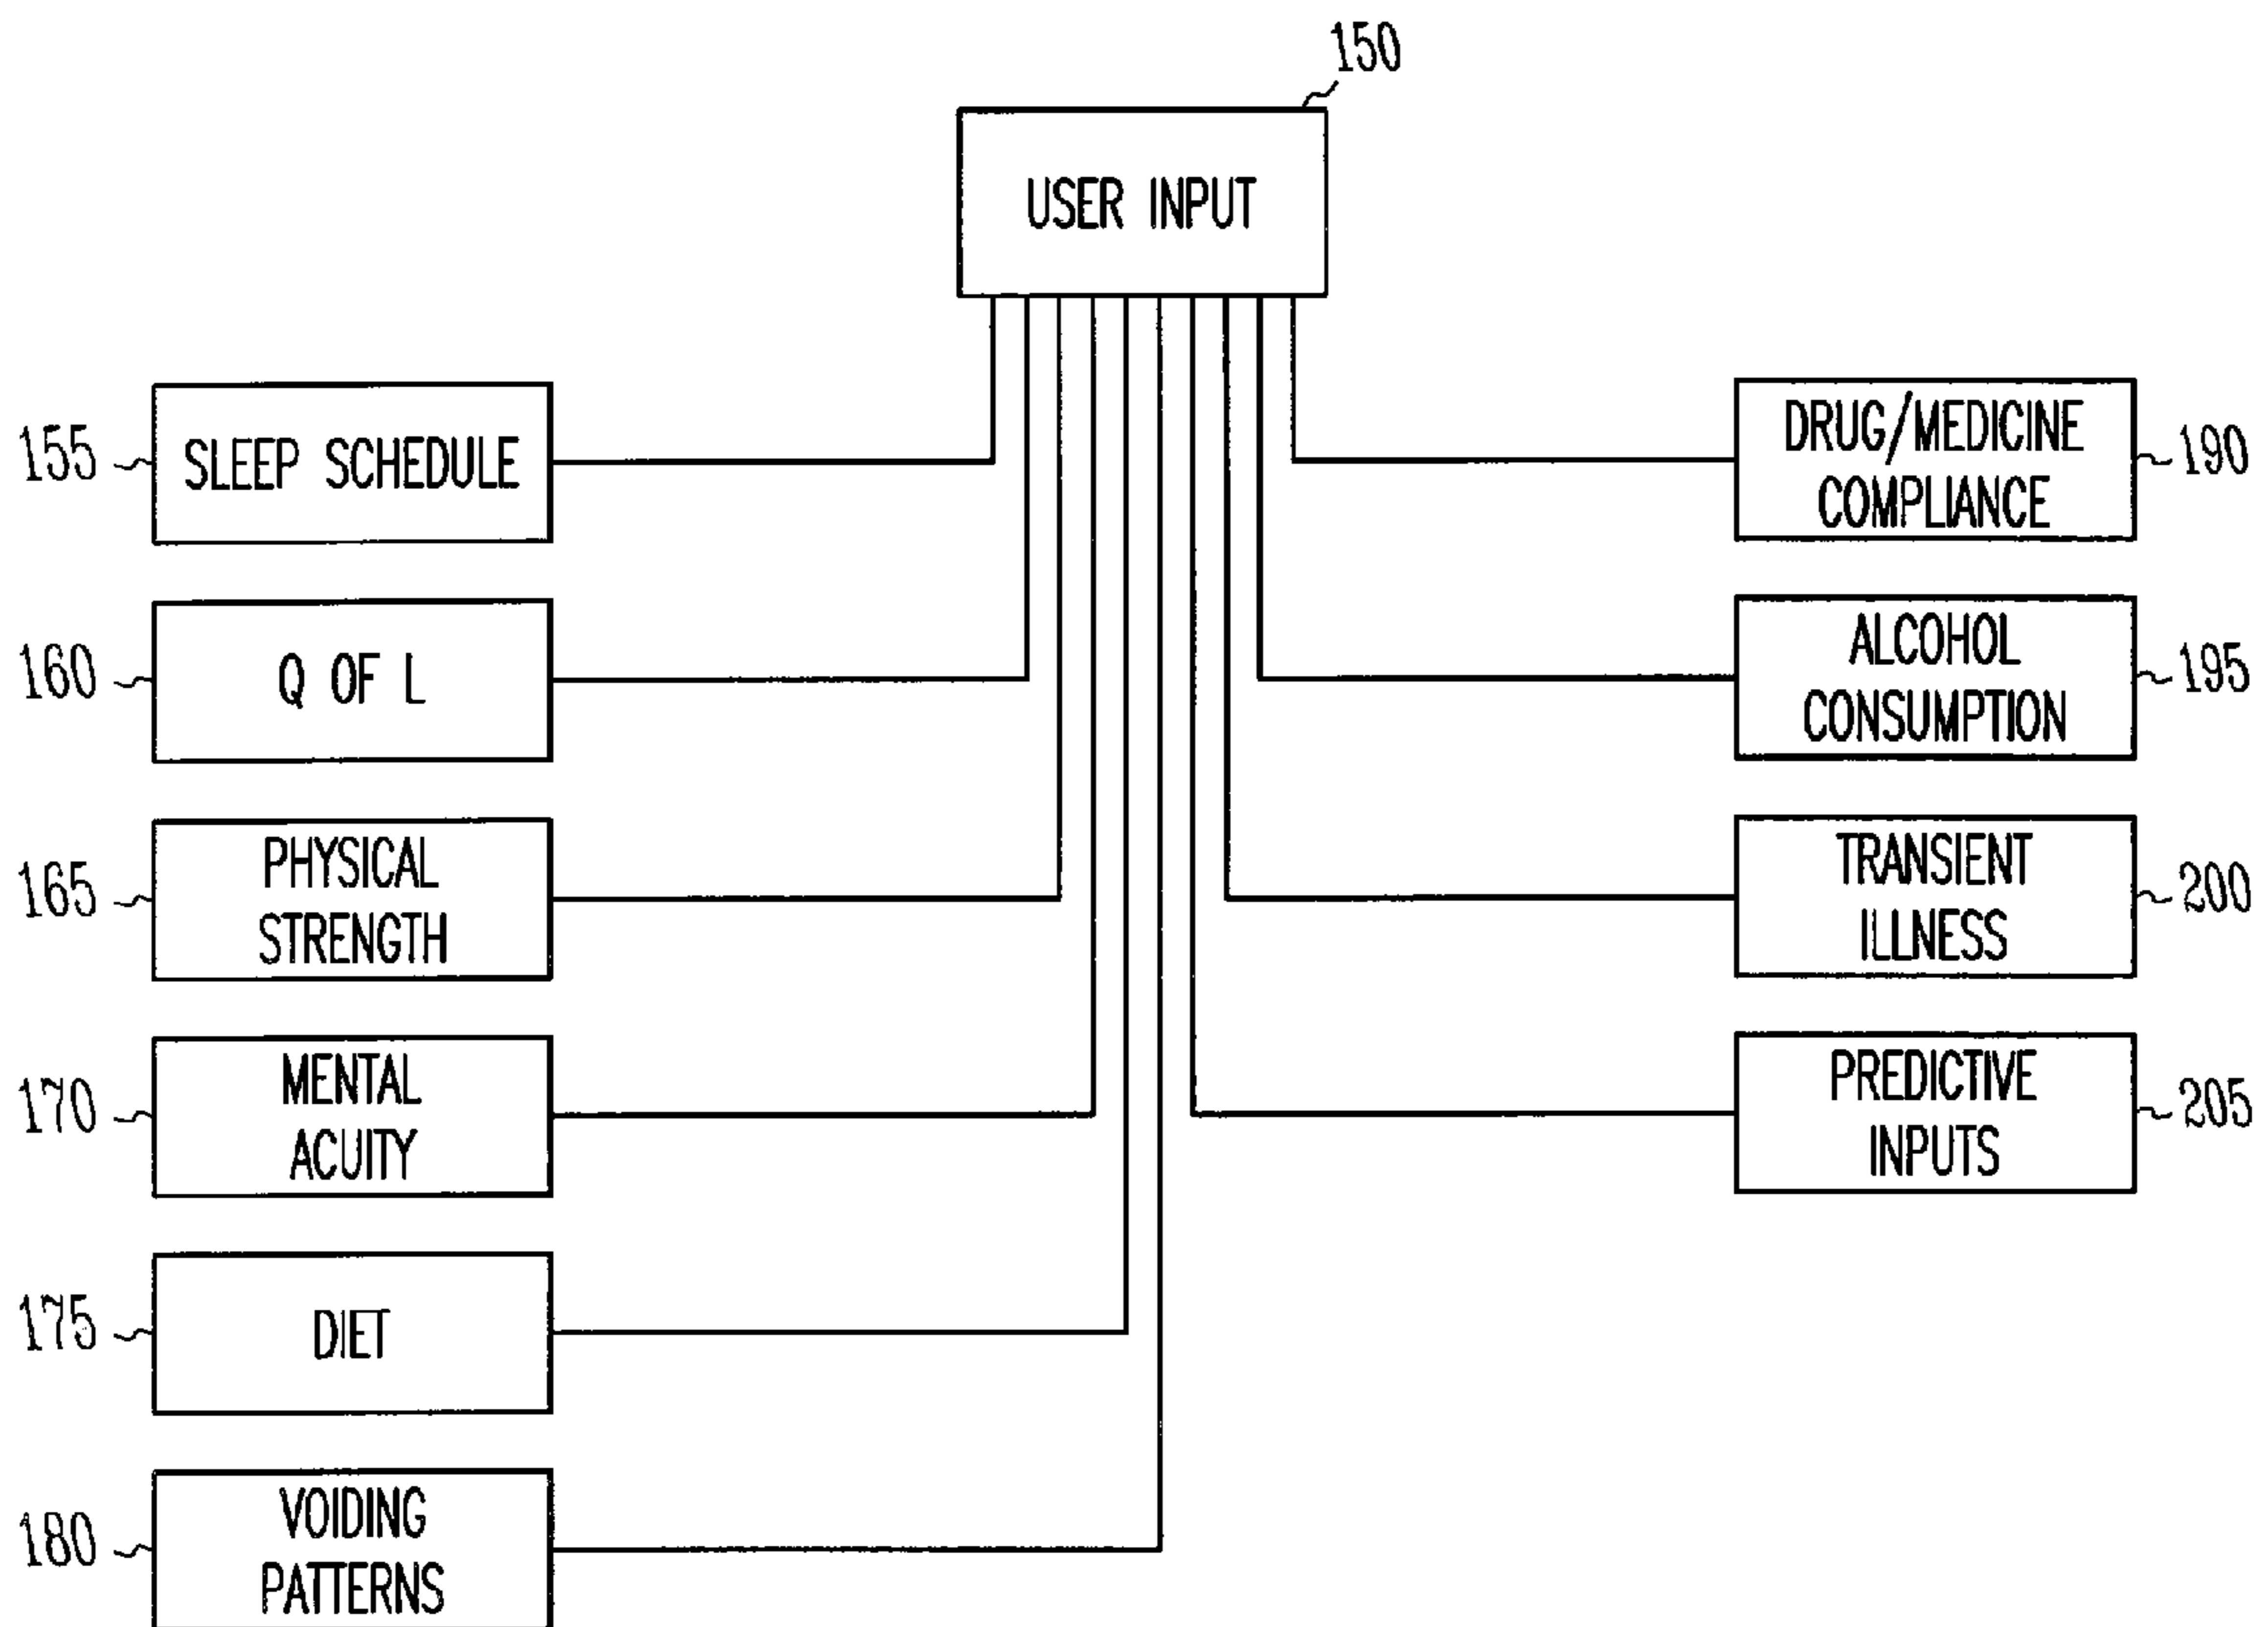 150
USER INPUT
155
SLEEP SCHEDULE
160
Q OF L
165
PHYSICAL
STRENGTH
170
MENTAL
ACUITY
175
DIET
180
VOIDING
PATTERNS
DRUG/MEDICINE
COMPLIANCE
190
ALCOHOL
CONSUMPTION
195
TRANSIENT
ILLNESS
200
PREDICTIVE
INPUTS
205